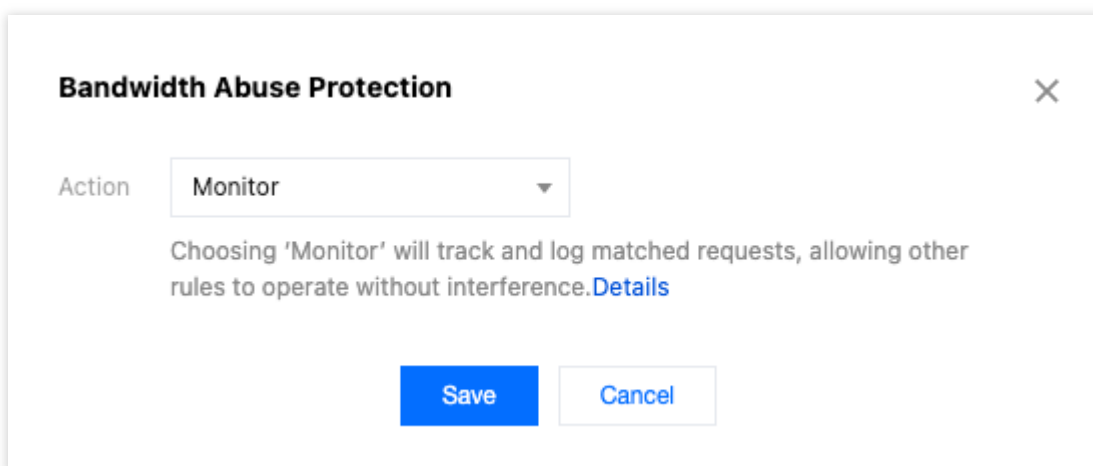 Bandwidth Abuse Protection
Action
Monitor
Choosing ‘Monitor’ will track and log matched requests, allowing other
rules to operate without interference.Details
Save
Cancel